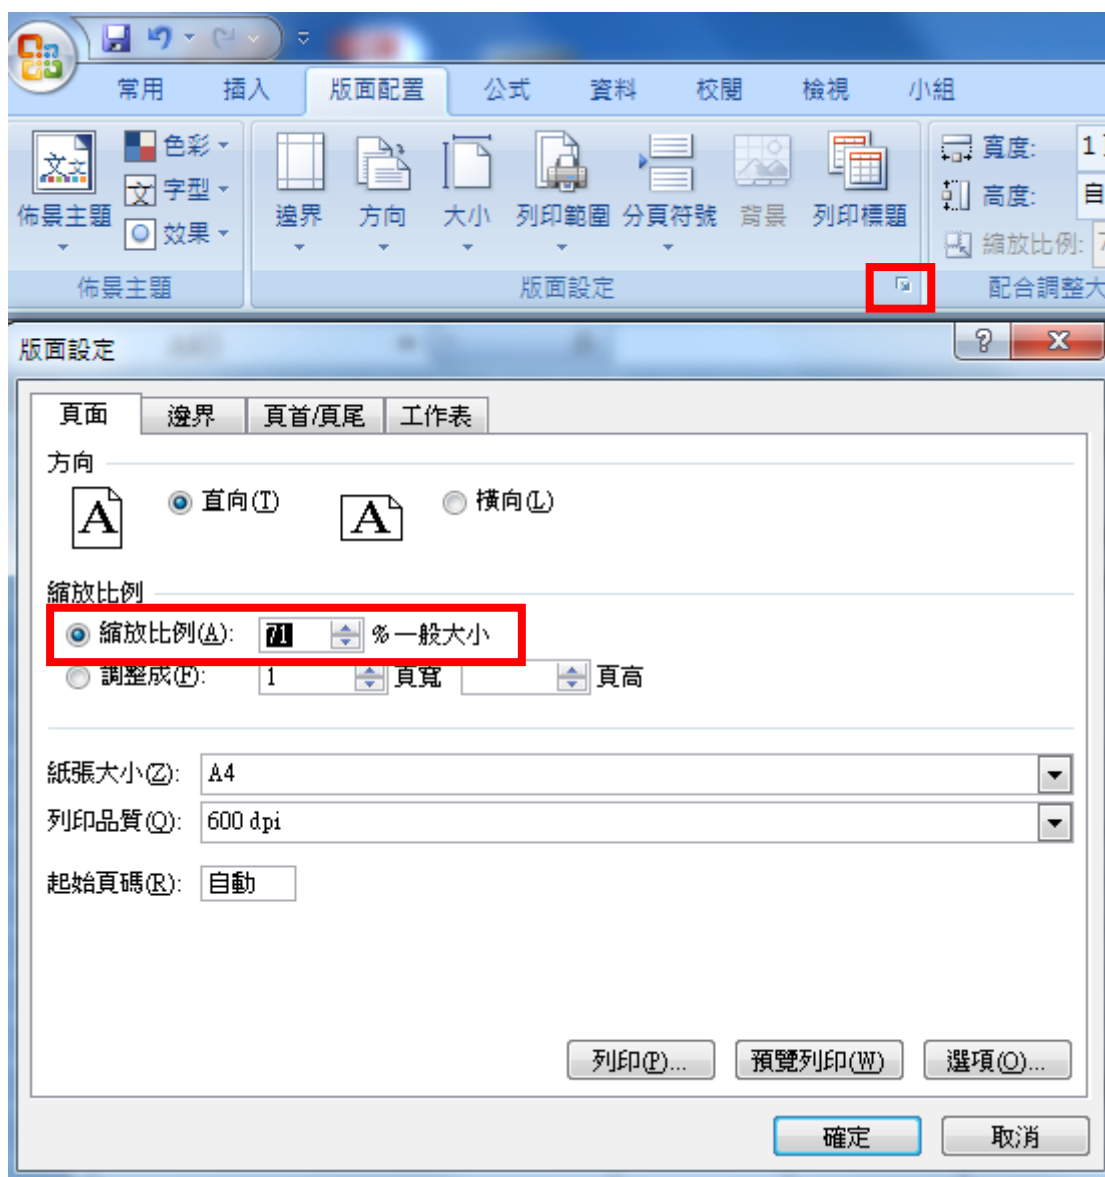 常用 插入 版面配置 公式 資料 校閱 檢視 小組
文文 色彩 寬度: 1
文 字型 高度: 自
佈景主題 效果 邊界 方向 大小 列印範圍 分頁符號 背景 列印標題 縮放比例: 7
佈景主題 版面設定 配合調整大
版面設定
頁面 邊界 頁首/頁尾 工作表
方向
A 直向(T) A 橫向(L)
縮放比例
縮放比例(A): 71 %一般大小
調整成(F): 1 頁寬 頁高
紙張大小(Z): A4
列印品質(Q): 600 dpi
起始頁碼(R): 自動
列印(P)... 預覽列印(W) 選項(O)...
確定 取消